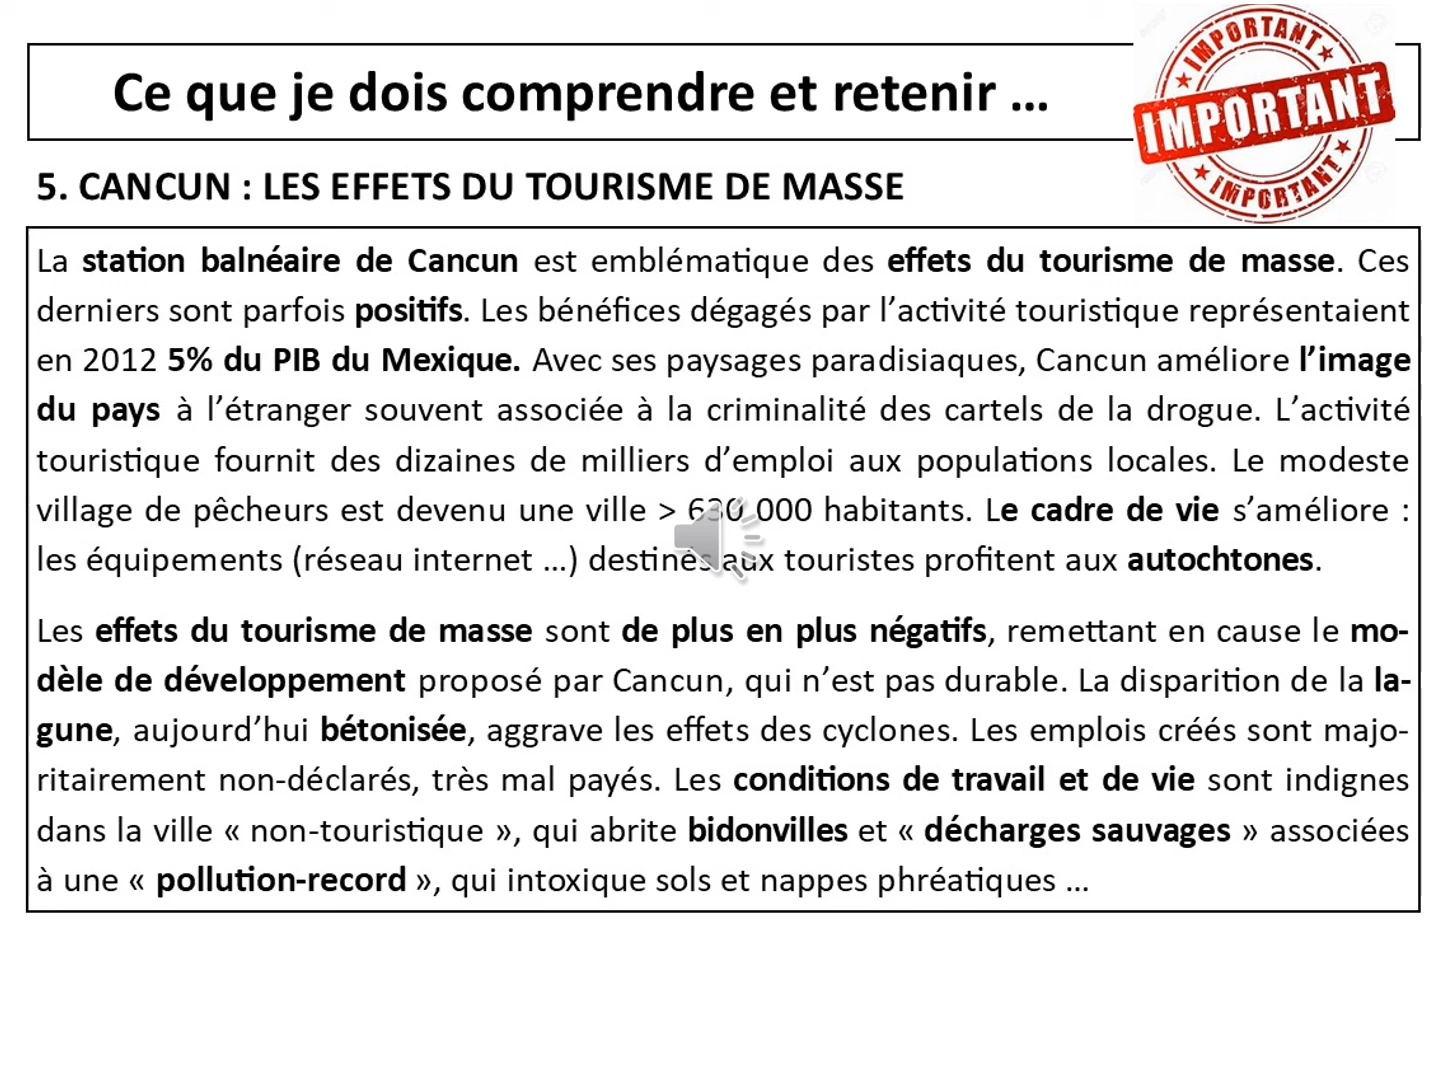 Ce que je dois comprendre et retenir ...
IMPORTANT
IMPORTANT
IMPORTANT
5. CANCUN : LES EFFETS DU TOURISME DE MASSE
La station balnéaire de Cancun est emblématique des effets du tourisme de masse. Ces
derniers sont parfois positifs. Les bénéfices dégagés par l’activité touristique représentaient
en 2012 5% du PIB du Mexique. Avec ses paysages paradisiaques, Cancun améliore l’image
du pays à l’étranger souvent associée à la criminalité des cartels de la drogue. L’activité
touristique fournit des dizaines de milliers d’emploi aux populations locales. Le modeste
village de pêcheurs est devenu une ville > 630 000 habitants. Le cadre de vie s’améliore :
les équipements (réseau internet ...) destinés aux touristes profitent aux autochtones.
Les effets du tourisme de masse sont de plus en plus négatifs, remettant en cause le mo-
dèle de développement proposé par Cancun, qui n’est pas durable. La disparition de la la-
gune, aujourd’hui bétonisée, aggrave les effets des cyclones. Les emplois créés sont majo-
ritairement non-déclarés, très mal payés. Les conditions de travail et de vie sont indignes
dans la ville « non-touristique », qui abrite bidonvilles et « décharges sauvages » associées
à une « pollution-record », qui intoxique sols et nappes phréatiques ...